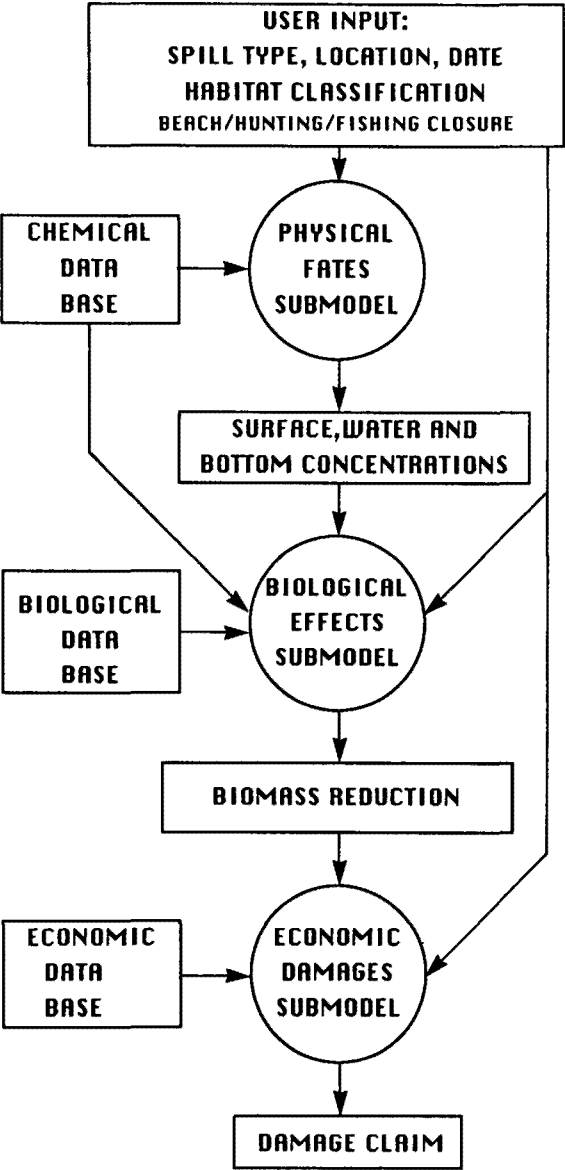 USER INPUT:
SPILL TYPE, LOCATION, DATE
HABITAT CLASSIFICATION
BEACH/HUNTING/FISHING CLOSURE
CHEMICAL
DATA
BASE
PHYSICAL
FATES
SUBMODEL
SURFACE,WATER AND
BOTTOM CONCENTRATIONS
BIOLOGICAL
DATA
BASE
BIOLOGICAL
EFFECTS
SUBMODEL
BIOMASS REDUCTION
ECONOMIC
DATA
BASE
ECONOMIC
DAMAGES
SUBMODEL
DAMAGE CLAIM